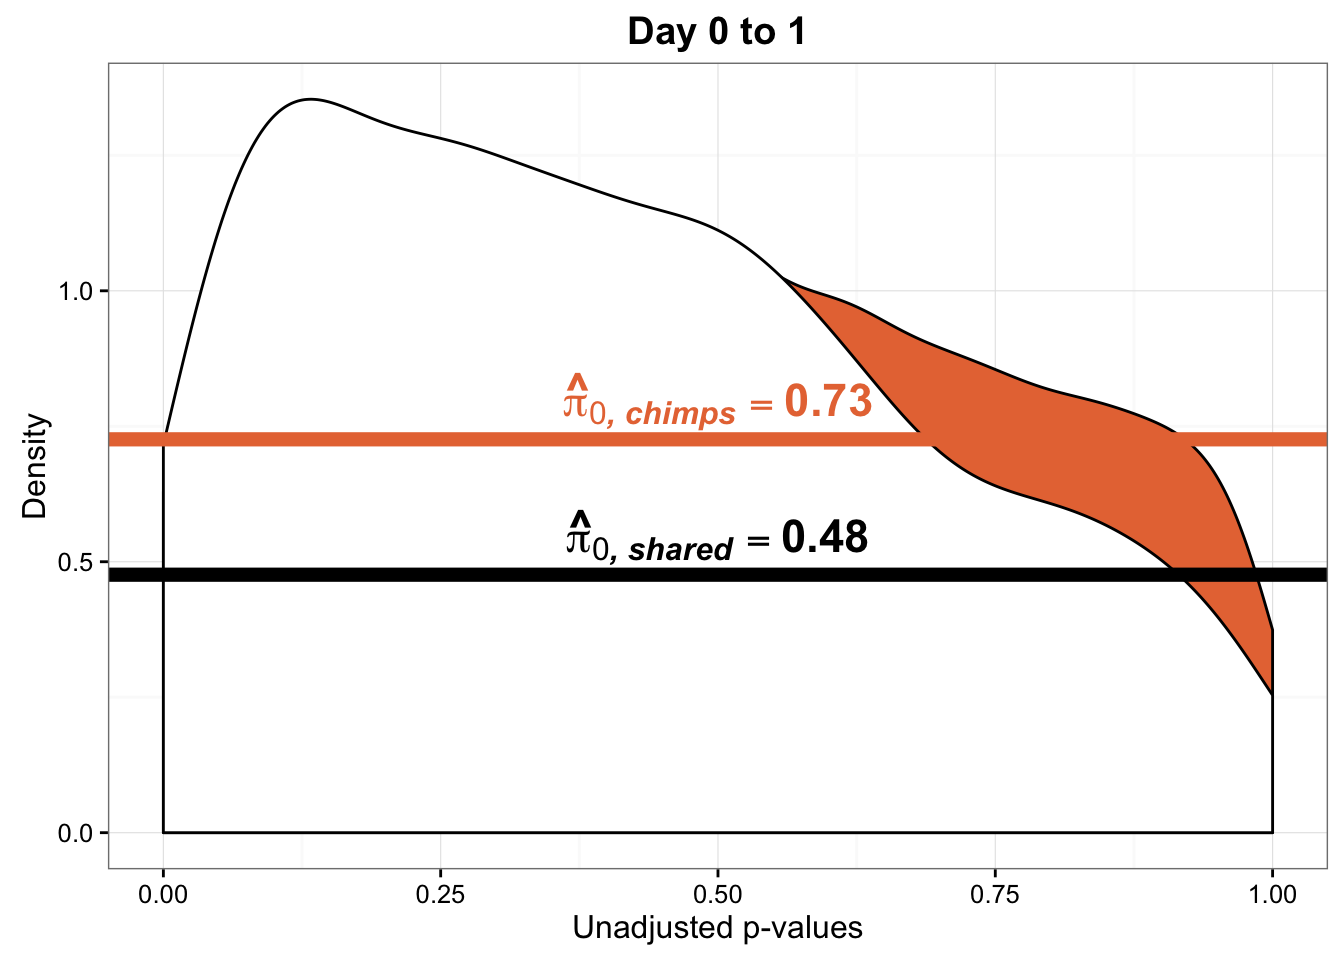 Day 0 to 1
Density
1.0
0.5
0.0
π̂0, chimps = 0.73
π̂0, shared = 0.48
0.00 0.25 0.50 0.75 1.00
Unadjusted p-values